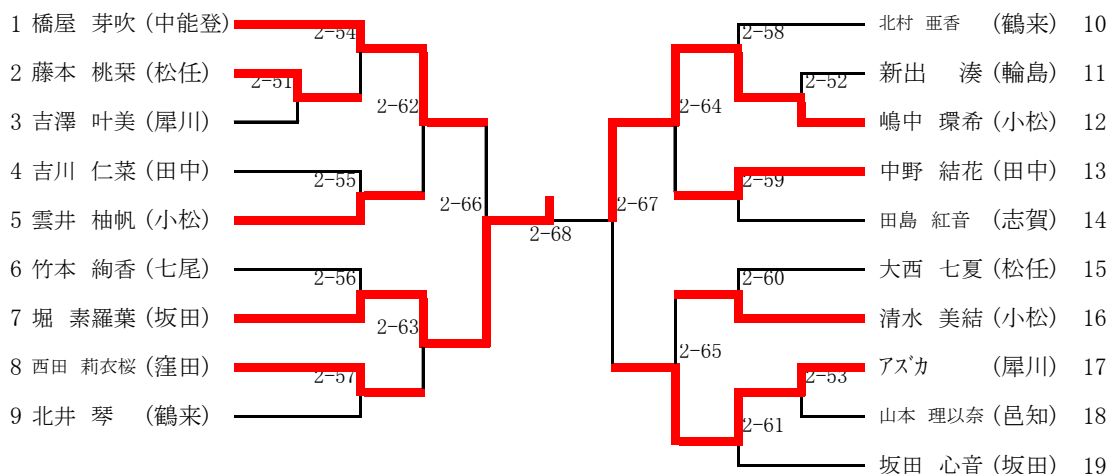 1 橋屋 芽吹 (中能登)
2 藤本 桃栞 (松任)
3 吉澤 叶美 (犀川)
4 吉川 仁菜 (田中)
5 雲井 柚帆 (小松)
6 竹本 絢香 (七尾)
7 堀 素羅葉 (坂田)
8 西田 莉衣桜 (窪田)
9 北井 琴 (鶴来)
2-54
2-51
2-55
2-56
2-57
2-62
2-63
2-66
2-68
2-67
2-64
2-65
2-58
2-52
2-59
2-60
2-53
2-61
北村 亜香 (鶴来) 10
新出 湊 (輪島) 11
嶋中 環希 (小松) 12
中野 結花 (田中) 13
田島 紅音 (志賀) 14
大西 七夏 (松任) 15
清水 美結 (小松) 16
ｱｽﾞｶ (犀川) 17
山本 理以奈 (邑知) 18
坂田 心音 (坂田) 19